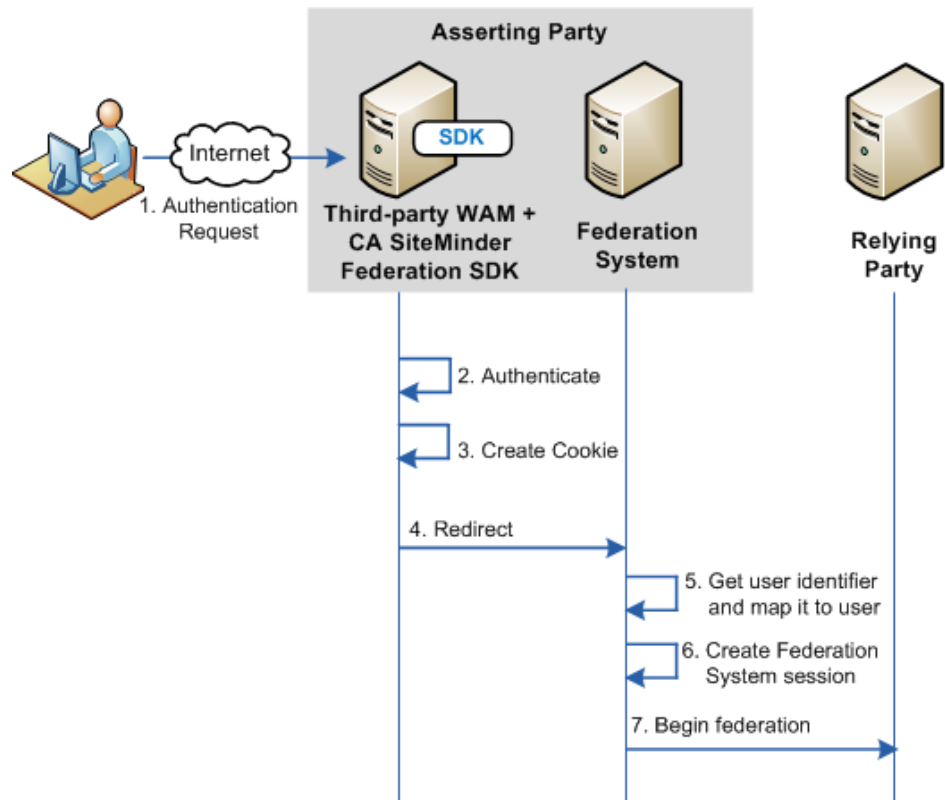 Asserting Party
SDK
Internet
1. Authentication
Request
Third-party WAM +
CA SiteMinder
Federation SDK
Federation
System
Relying
Party
2. Authenticate
3. Create Cookie
4. Redirect
5. Get user identifier
and map it to user
6. Create Federation
System session
7. Begin federation